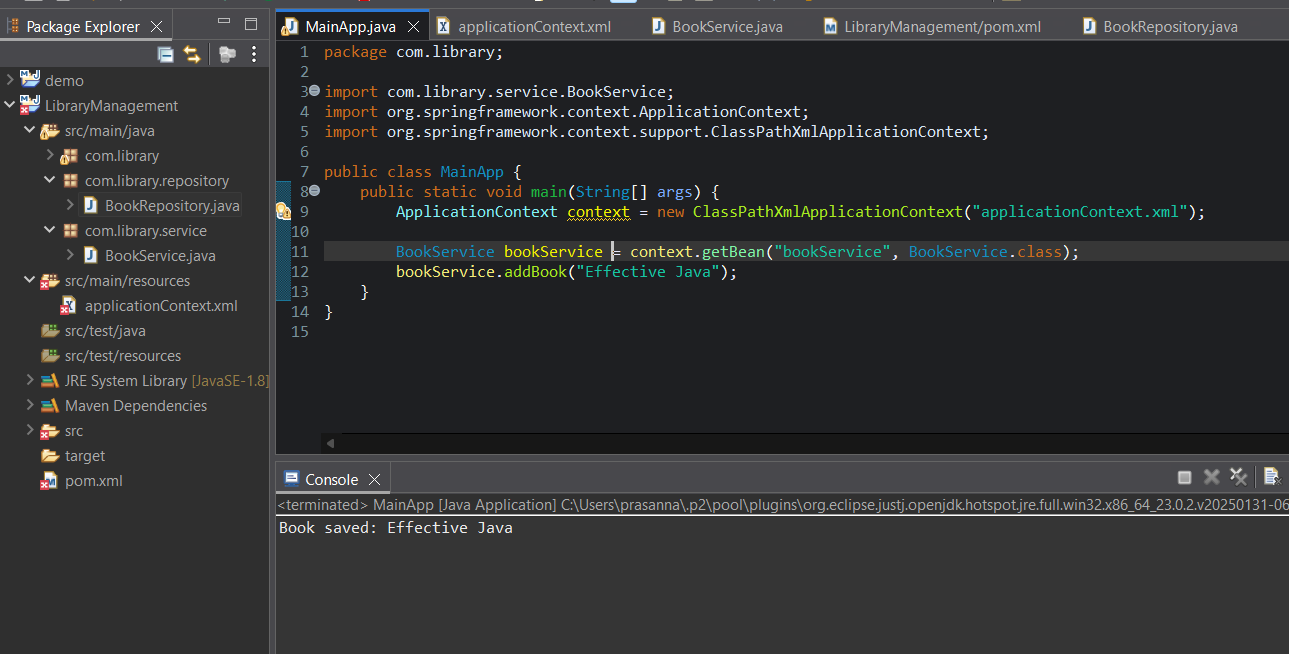 Package Explorer
demo
LibraryManagement
src/main/java
com.library
com.library.repository
BookRepository.java
com.library.service
BookService.java
src/main/resources
applicationContext.xml
src/test/java
src/test/resources
JRE System Library [JavaSE-1.8]
Maven Dependencies
src
target
pom.xml
MainApp.java applicationContext.xml BookService.java LibraryManagement/pom.xml BookRepository.java
1 package com.library;
2
3 import com.library.service.BookService;
4 import org.springframework.context.ApplicationContext;
5 import org.springframework.context.support.ClassPathXmlApplicationContext;
6
7 public class MainApp {
8 public static void main(String[] args) {
9 ApplicationContext context = new ClassPathXmlApplicationContext("applicationContext.xml");
10
11 BookService bookService = context.getBean("bookService", BookService.class);
12 bookService.addBook("Effective Java");
13 }
14 }
15
Console
<terminated> MainApp [Java Application] C:\Users\prasanna\.p2\pool\plugins\org.eclipse.justj.openjdk.hotspot.jre.full.win32.x86_64_23.0.2.v20250131-06
Book saved: Effective Java